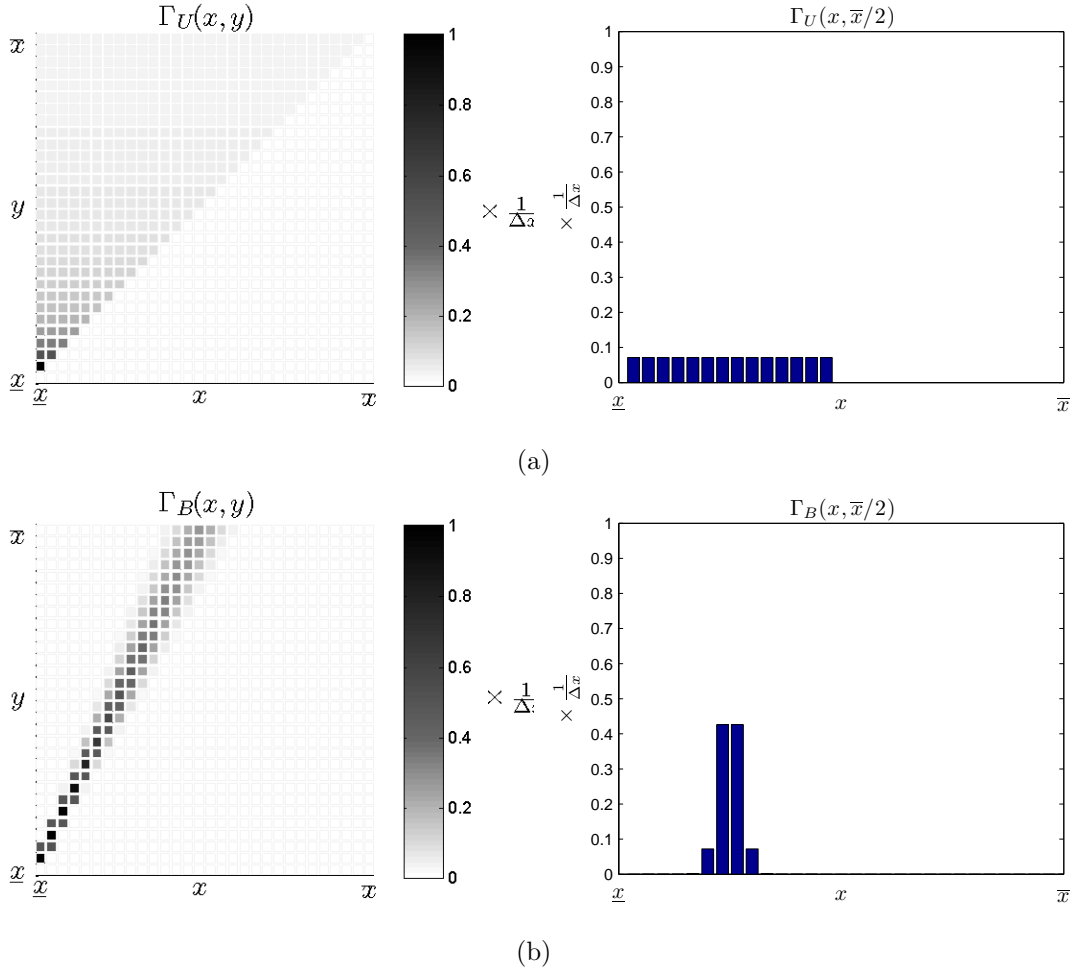 Γ_U(x, y)
x̅
y
x̲
x̲ x x̅
1
0.8
0.6
0.4
0.2
0
× 1/Δx
Γ_U(x, x̅/2)
1
0.9
0.8
0.7
0.6
0.5
0.4
0.3
0.2
0.1
0
× 1/Δx
x̲ x x̅
(a)
Γ_B(x, y)
x̅
y
x̲
x̲ x x̅
1
0.8
0.6
0.4
0.2
0
× 1/Δ
Γ_B(x, x̅/2)
1
0.9
0.8
0.7
0.6
0.5
0.4
0.3
0.2
0.1
0
× 1/Δx
x̲ x x̅
(b)